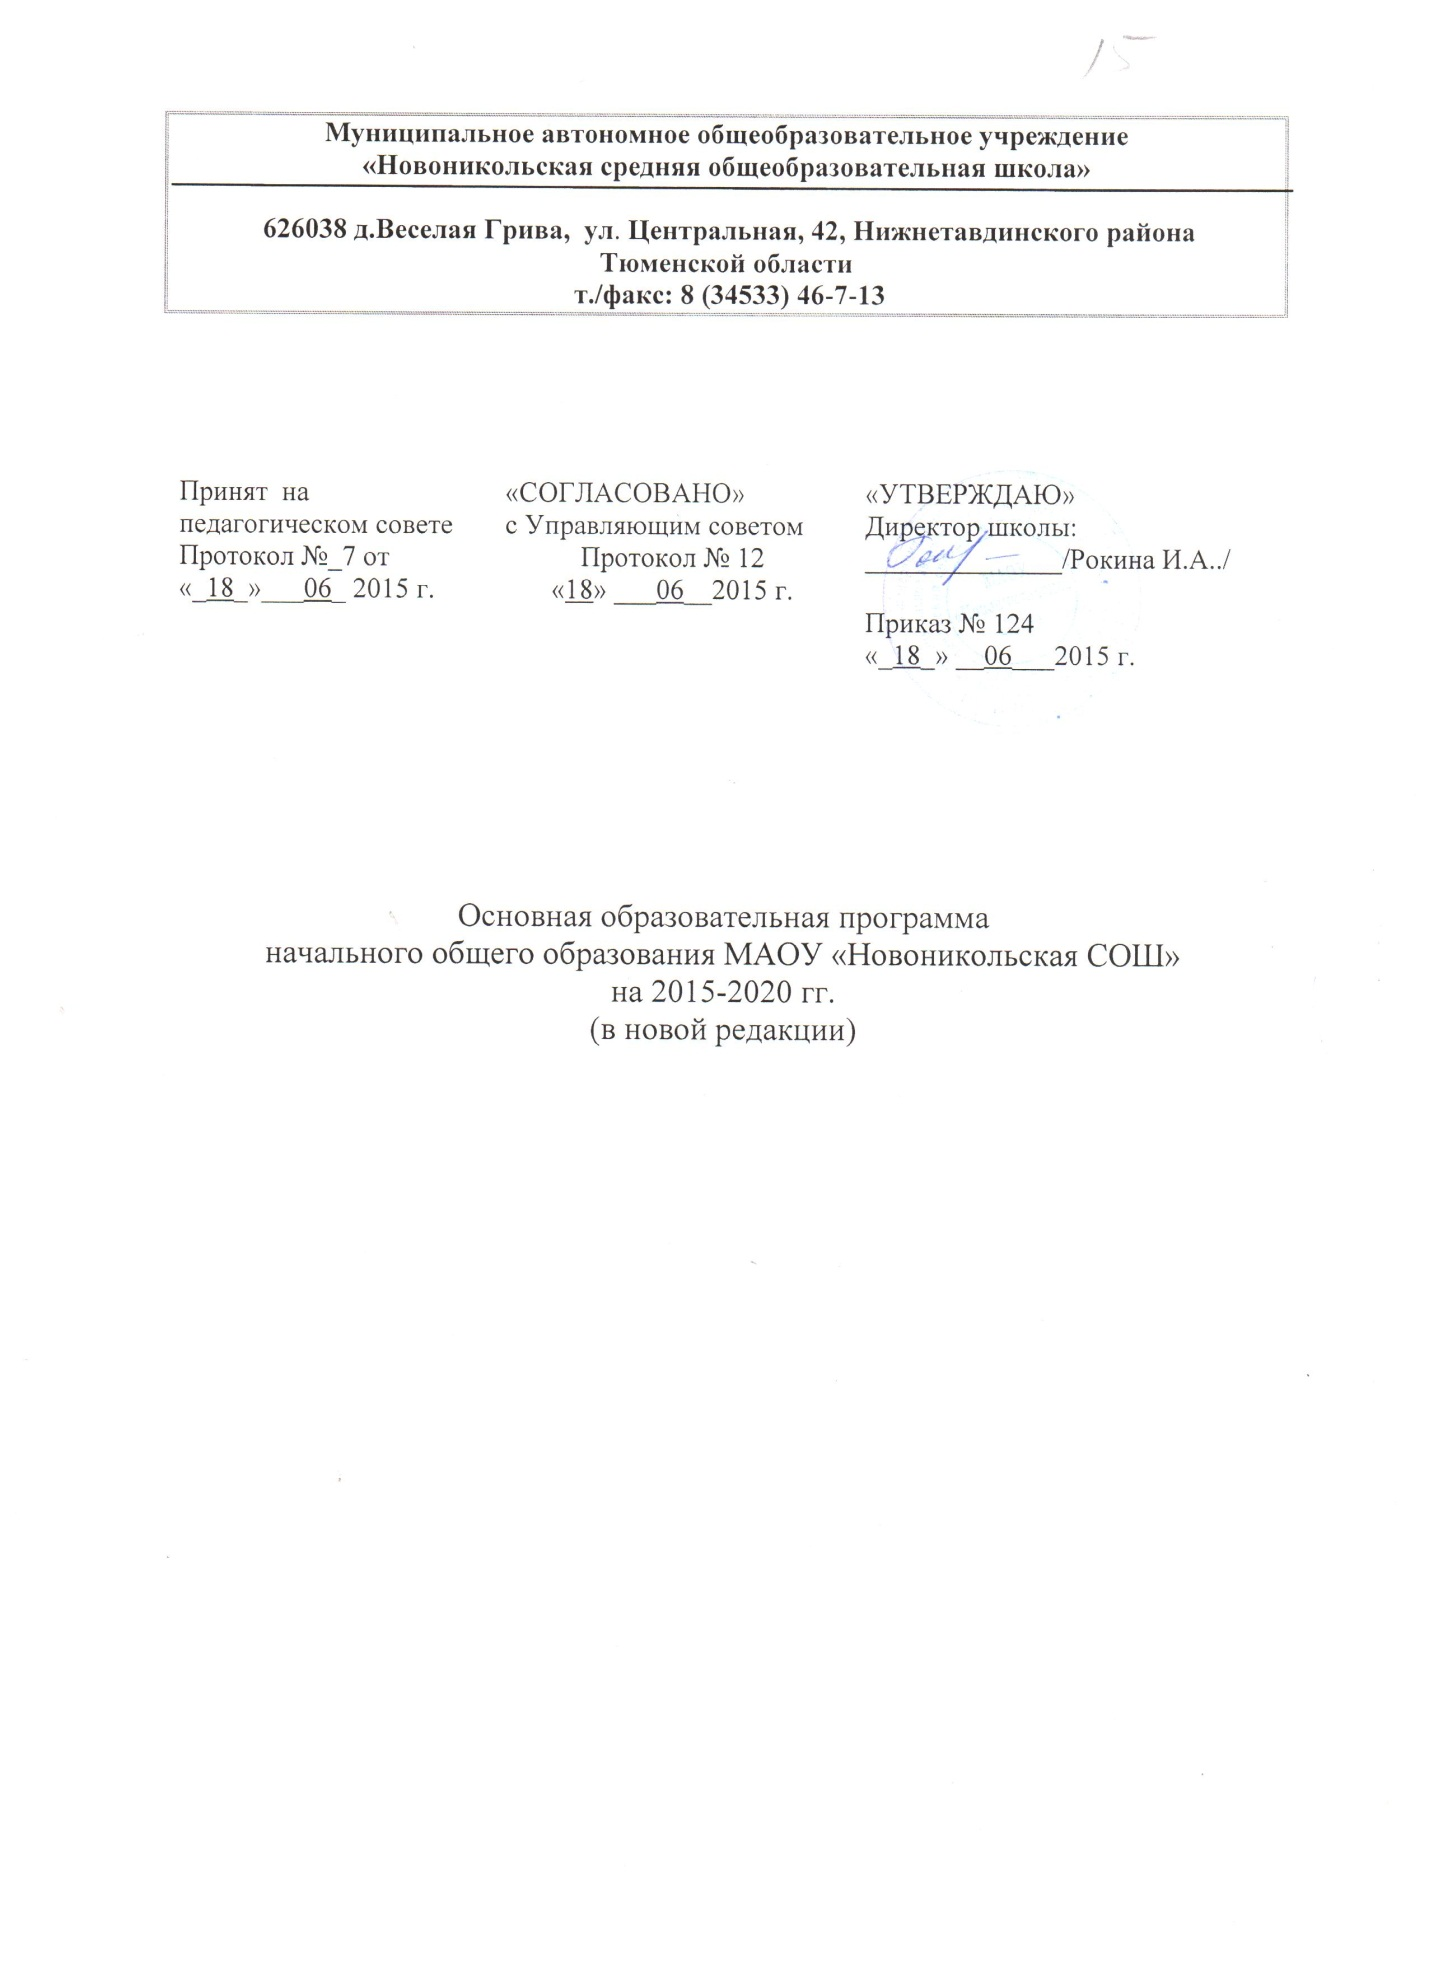 15
Муниципальное автономное общеобразовательное учреждение
«Новоникольская средняя общеобразовательная школа»
626038 д.Веселая Грива, ул. Центральная, 42, Нижнетавдинского района
Тюменской области
т./факс: 8 (34533) 46-7-13
Принят на
педагогическом совете
Протокол №_7 от
«_18_»___06_ 2015 г.
«СОГЛАСОВАНО»
с Управляющим советом
Протокол № 12
«18» ___06__2015 г.
«УТВЕРЖДАЮ»
Директор школы:
______________/Рокина И.А../
Приказ № 124
«_18_» __06___2015 г.
Основная образовательная программа
начального общего образования МАОУ «Новоникольская СОШ»
на 2015-2020 гг.
(в новой редакции)